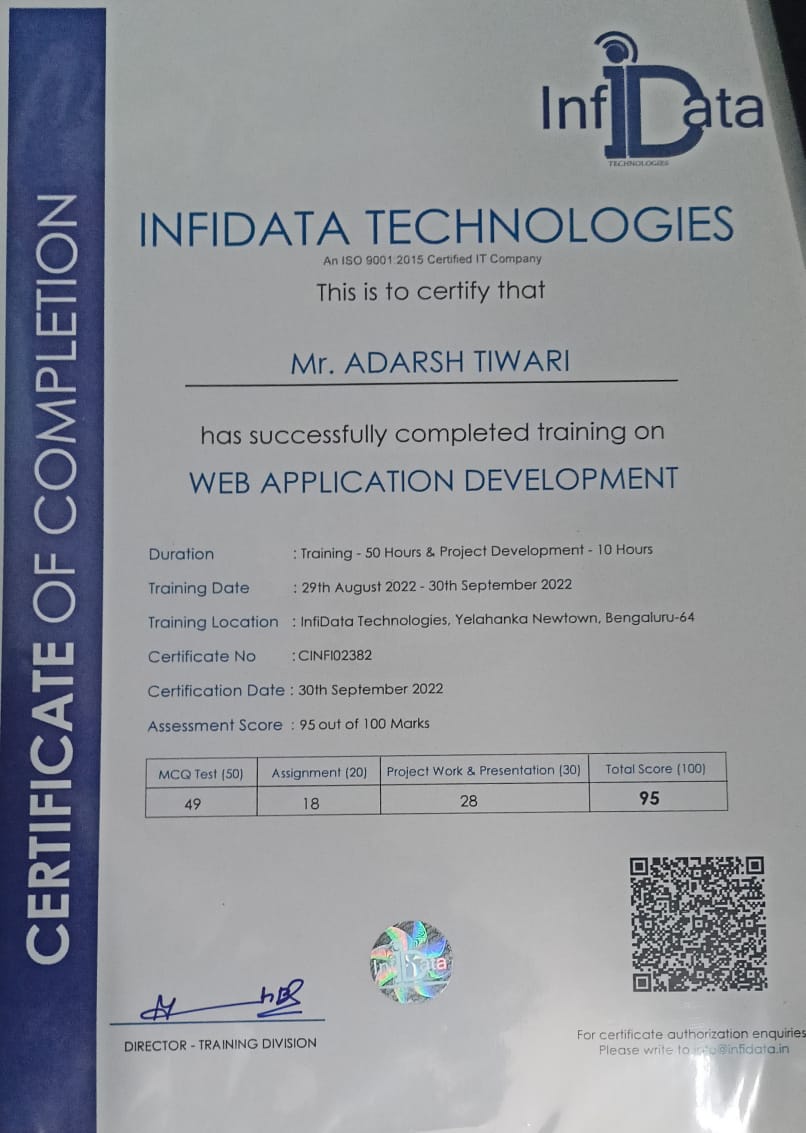 CERTIFICATE OF COMPLETION
InfiData
TECHNOLOGIES
INFIDATA TECHNOLOGIES
An ISO 9001:2015 Certified IT Company
This is to certify that
Mr. ADARSH TIWARI
has successfully completed training on
WEB APPLICATION DEVELOPMENT
Duration : Training - 50 Hours & Project Development - 10 Hours
Training Date : 29th August 2022 - 30th September 2022
Training Location : InfiData Technologies, Yelahanka Newtown, Bengaluru-64
Certificate No : CINFI02382
Certification Date : 30th September 2022
Assessment Score : 95 out of 100 Marks
MCQ Test (50) Assignment (20) Project Work & Presentation (30) Total Score (100)
49 18 28 95
InfiData
DIRECTOR - TRAINING DIVISION
For certificate authorization enquiries
Please write to info@infidata.in